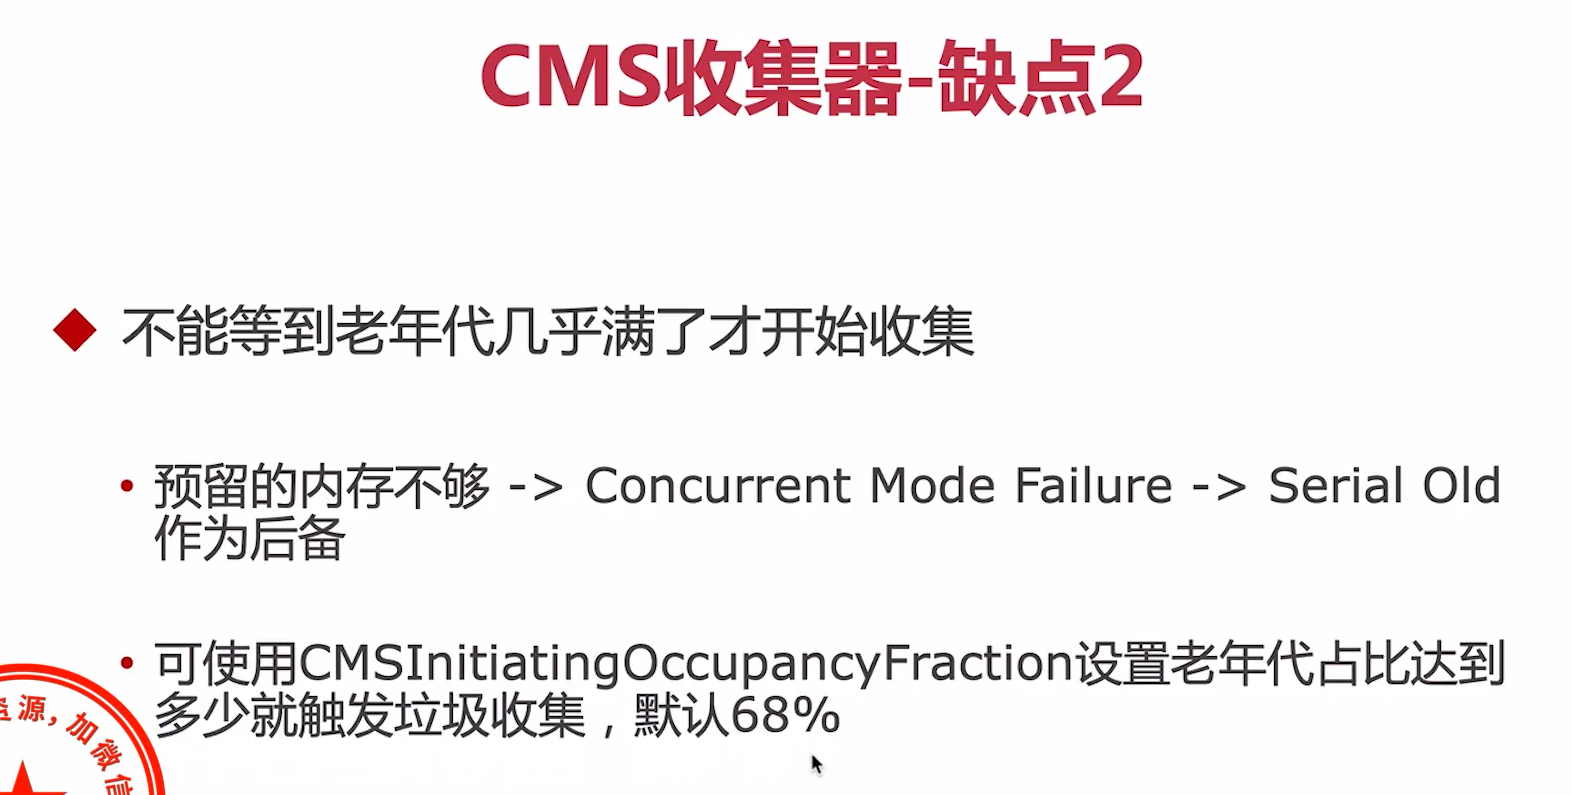 CMS收集器-缺点2
不能等到老年代几乎满了才开始收集
预留的内存不够 -> Concurrent Mode Failure -> Serial Old
作为后备
可使用CMSInitiatingOccupancyFraction设置老年代占比达到
多少就触发垃圾收集，默认68%
源，加微信